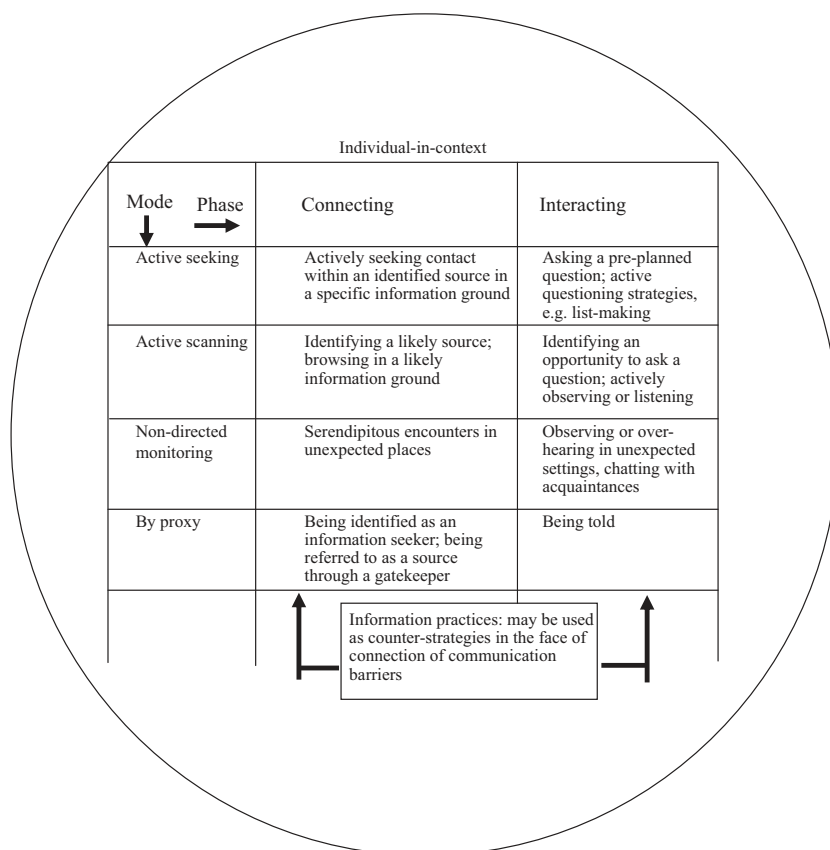 Individual-in-context
Mode Phase
Connecting
Interacting
Active seeking
Actively seeking contact
within an identified source in
a specific information ground
Asking a pre-planned
question; active
questioning strategies,
e.g. list-making
Active scanning
Identifying a likely source;
browsing in a likely
information ground
Identifying an
opportunity to ask a
question; actively
observing or listening
Non-directed
monitoring
Serendipitous encounters in
unexpected places
Observing or over-
hearing in unexpected
settings, chatting with
acquaintances
By proxy
Being identified as an
information seeker; being
referred to as a source
through a gatekeeper
Being told
Information practices: may be used
as counter-strategies in the face of
connection of communication
barriers